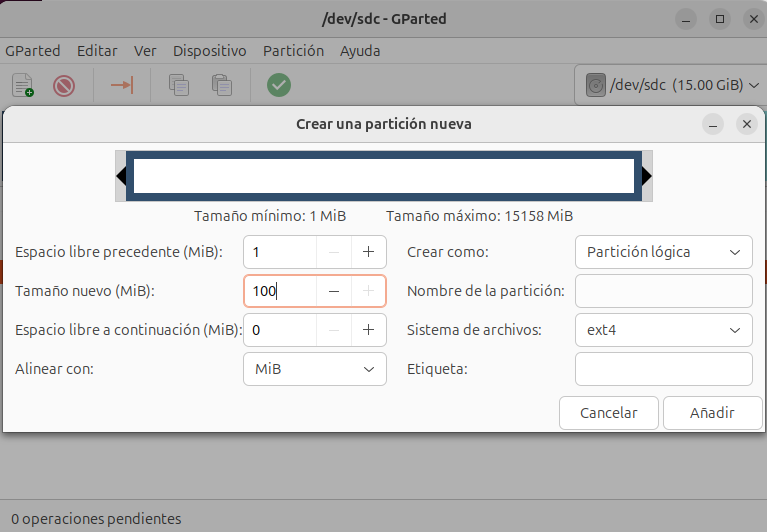 /dev/sdc - GParted
GParted Editar Ver Dispositivo Partición Ayuda
/dev/sdc (15.00 GiB)
Crear una partición nueva
Tamaño mínimo: 1 MiB Tamaño máximo: 15158 MiB
Espacio libre precedente (MiB): 1 Crear como: Partición lógica
Tamaño nuevo (MiB): 100 Nombre de la partición:
Espacio libre a continuación (MiB): 0 Sistema de archivos: ext4
Alinear con: MiB Etiqueta:
Cancelar Añadir
0 operaciones pendientes